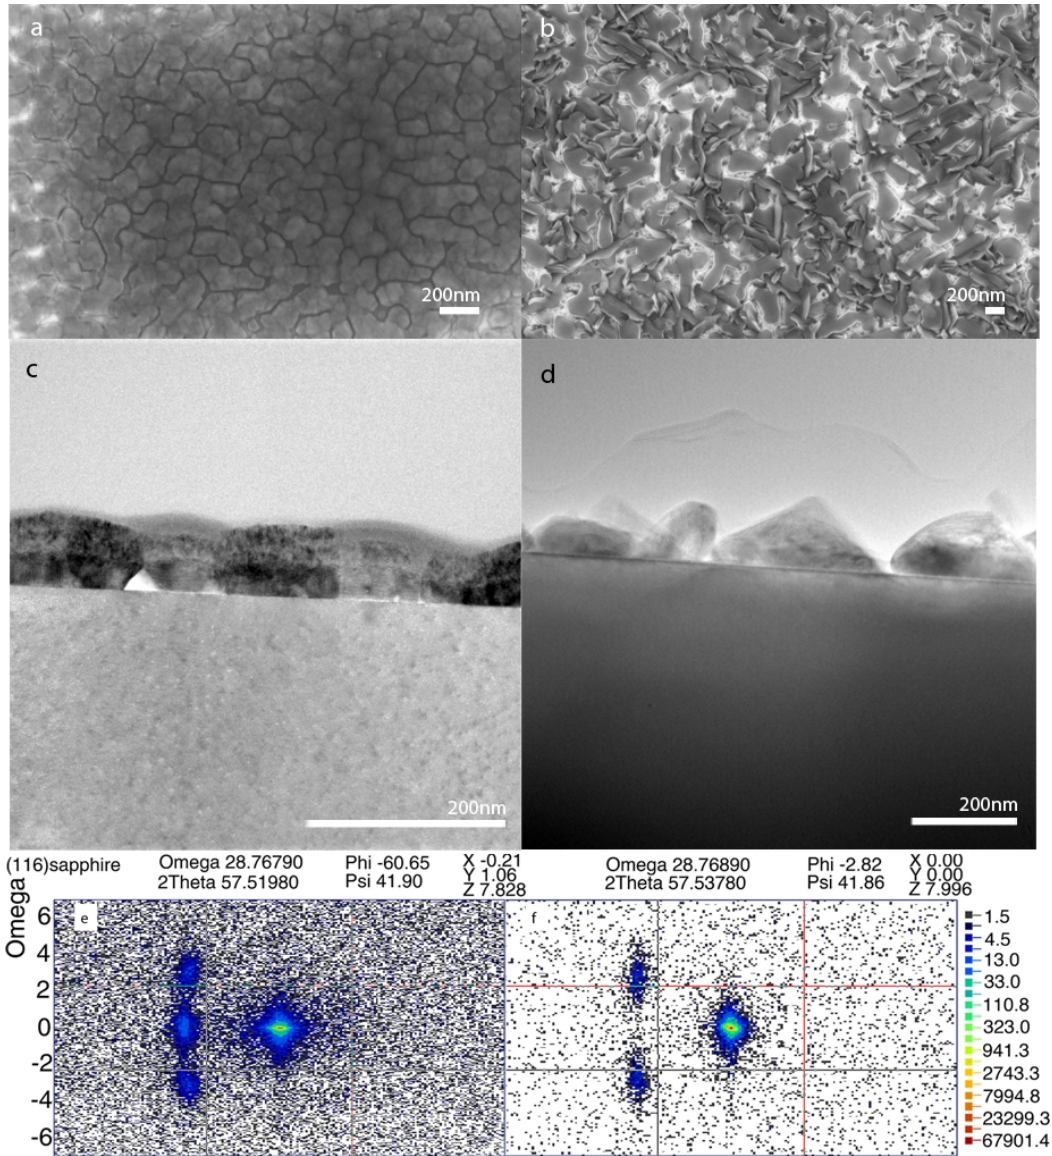 a
b
200nm
200nm
c
d
200nm
200nm
(116)sapphire
Omega 28.76790
2Theta 57.51980
Phi -60.65
Psi 41.90
X -0.21
Y 1.06
Z 7.828
Omega 28.76890
2Theta 57.53780
Phi -2.82
Psi 41.86
X 0.00
Y 0.00
Z 7.996
Omega
6
4
2
0
-2
-4
-6
e
f
1.5
4.5
13.0
33.0
110.8
323.0
941.3
2743.3
7994.8
23299.3
67901.4